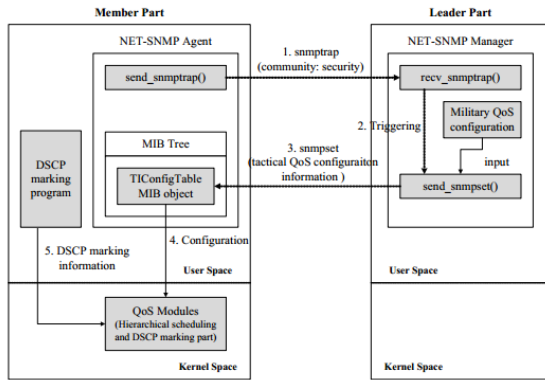 Member Part
Leader Part
NET-SNMP Agent
1. snmptrap
(community: security)
NET-SNMP Manager
send_snmptrap()
recv_snmptrap()
2. Triggering
Military QoS
configuration
DSCP
marking
program
MIB Tree
3. snmpset
(tactical QoS configuraiton
information )
input
TIConfigTable
MIB object
send_snmpset()
4. Configuration
5. DSCP marking
information
User Space
User Space
QoS Modules
(Hierarchical scheduling
and DSCP marking part)
Kernel Space
Kernel Space